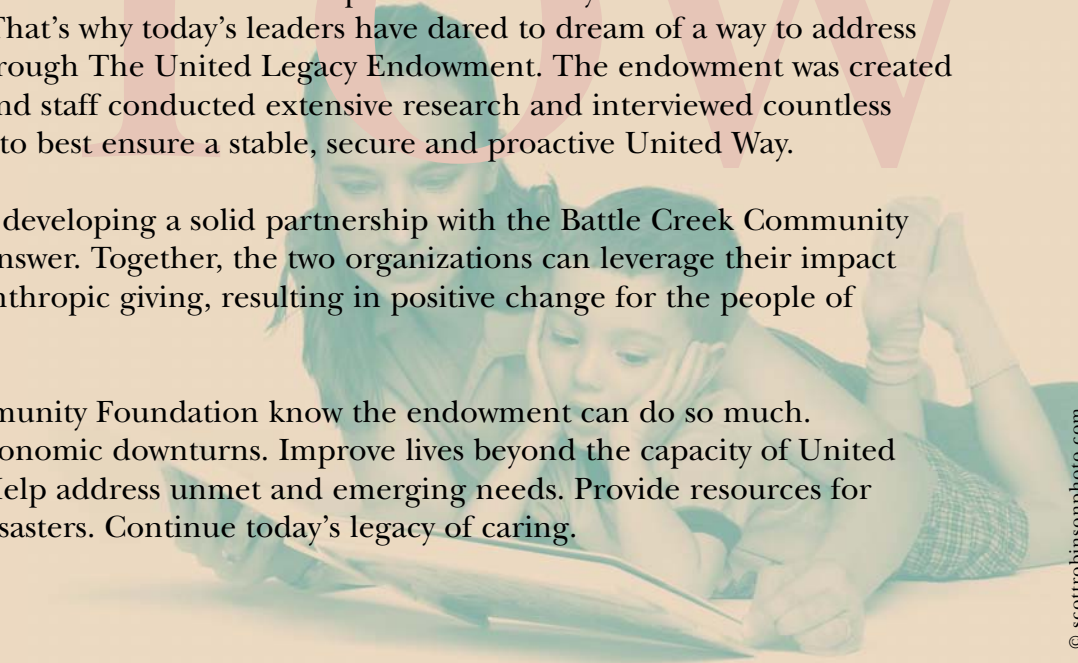 That's why today's leaders have dared to dream of a way to address
rough The United Legacy Endowment. The endowment was created
nd staff conducted extensive research and interviewed countless
to best ensure a stable, secure and proactive United Way.
developing a solid partnership with the Battle Creek Community
nswer. Together, the two organizations can leverage their impact
nthropic giving, resulting in positive change for the people of
munity Foundation know the endowment can do so much.
onomic downturns. Improve lives beyond the capacity of United
Help address unmet and emerging needs. Provide resources for
sasters. Continue today's legacy of caring.
© scottrobinsonphoto.com